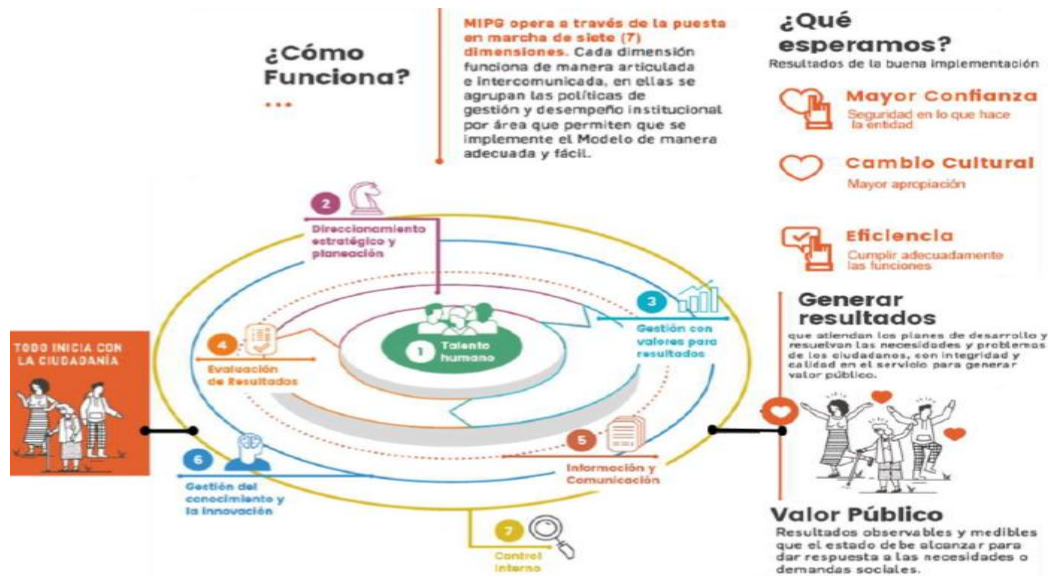 ¿Cómo
Funciona?
MIPG opera a través de la puesta
en marcha de siete (7)
dimensiones. Cada dimensión
funciona de manera articulada
e intercomunicada, en ellas se
agrupan las políticas de
gestión y desempeño institucional
por área que permiten que se
implemente el Modelo de manera
adecuada y fácil.
¿Qué
esperamos?
Resultados de la buena implementación
Mayor Confianza
Seguridad en lo que hace
la entidad
Cambio Cultural
Mayor apropiación
Eficiencia
Cumplir adecuadamente
las funciones
TODO INICIA CON
LA CIUDADANÍA
1
Talento
humano
2
Direccionamiento
estratégico y
planeación
3
Gestión con
valores para
resultados
4
Evaluación
de Resultados
5
Información y
Comunicación
6
Gestión del
conocimiento y
la Innovación
7
Control
Interno
Generar
resultados
que atiendan los planes de desarrollo y
resuelvan las necesidades y problemas
de los ciudadanos, con integridad y
calidad en el servicio para generar
valor público.
Valor Público
Resultados observables y medibles
que el estado debe alcanzar para
dar respuesta a las necesidades o
demandas sociales.